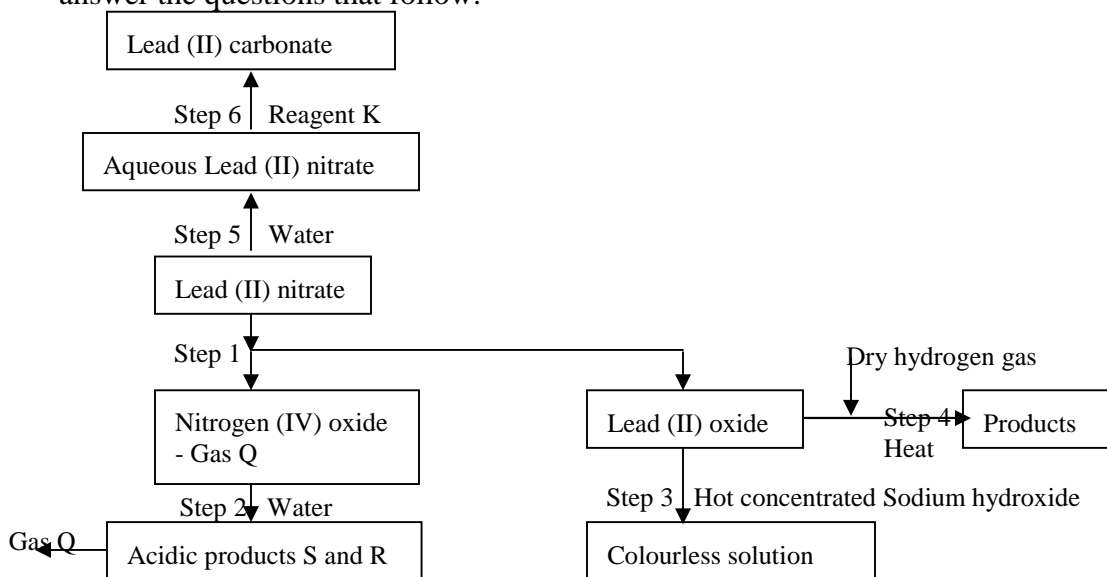 answer the questions that follow.
Lead (II) carbonate
Step 6 Reagent K
Aqueous Lead (II) nitrate
Step 5 Water
Lead (II) nitrate
Step 1
Dry hydrogen gas
Nitrogen (IV) oxide
- Gas Q
Lead (II) oxide
Step 4
Heat
Products
Step 2 Water
Step 3 Hot concentrated Sodium hydroxide
Gas Q
Acidic products S and R
Colourless solution